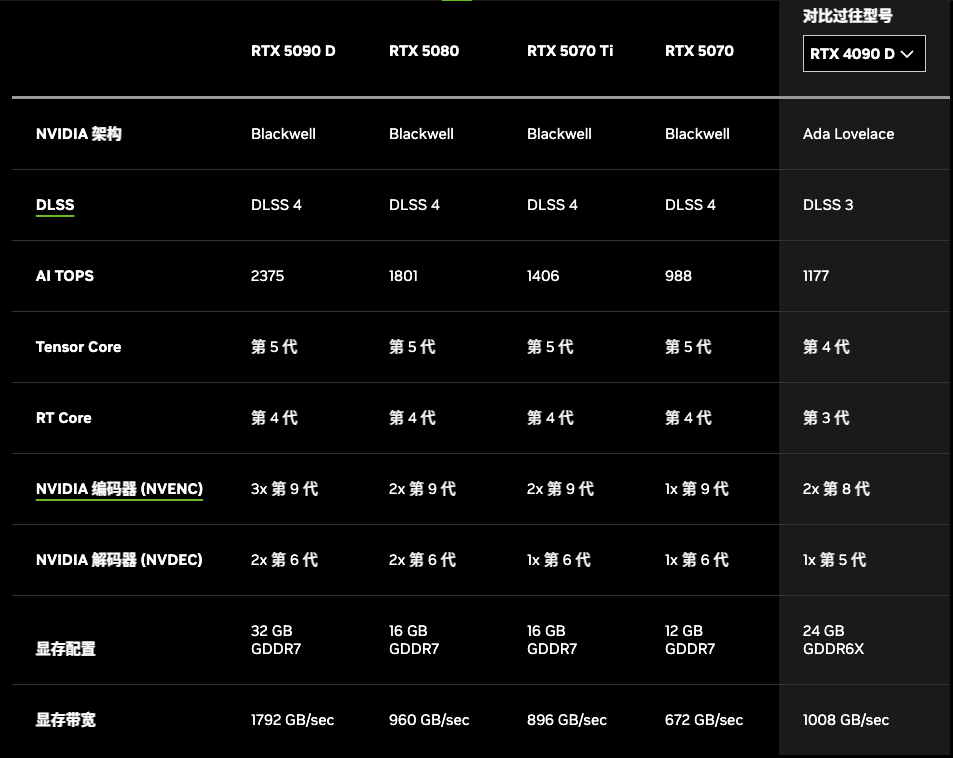 对比过往型号
RTX 5090 D RTX 5080 RTX 5070 Ti RTX 5070 RTX 4090 D
NVIDIA 架构 Blackwell Blackwell Blackwell Blackwell Ada Lovelace
DLSS DLSS 4 DLSS 4 DLSS 4 DLSS 4 DLSS 3
AI TOPS 2375 1801 1406 988 1177
Tensor Core 第 5 代 第 5 代 第 5 代 第 5 代 第 4 代
RT Core 第 4 代 第 4 代 第 4 代 第 4 代 第 3 代
NVIDIA 编码器 (NVENC) 3x 第 9 代 2x 第 9 代 2x 第 9 代 1x 第 9 代 2x 第 8 代
NVIDIA 解码器 (NVDEC) 2x 第 6 代 2x 第 6 代 1x 第 6 代 1x 第 6 代 1x 第 5 代
32 GB 16 GB 16 GB 12 GB 24 GB
显存配置 GDDR7 GDDR7 GDDR7 GDDR7 GDDR6X
显存带宽 1792 GB/sec 960 GB/sec 896 GB/sec 672 GB/sec 1008 GB/sec